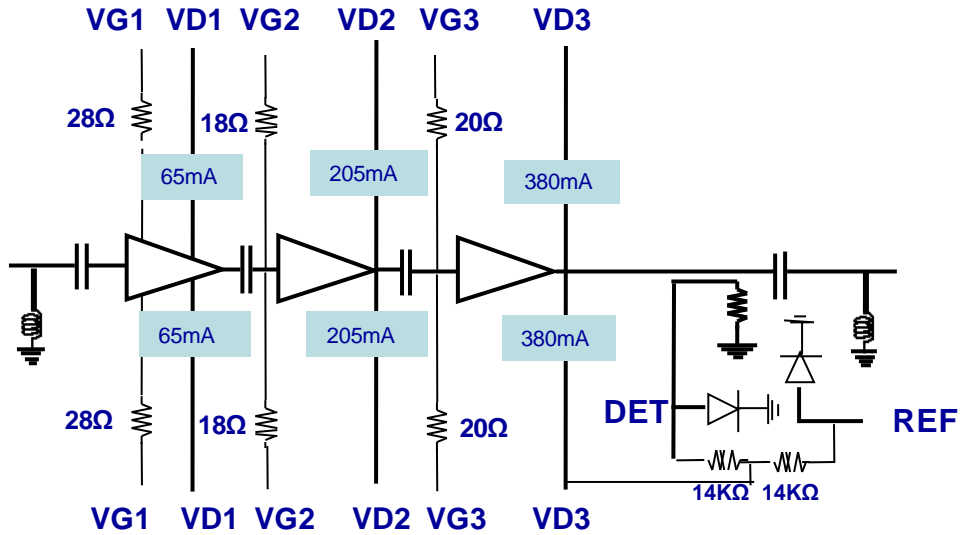 VG1 VD1 VG2 VD2 VG3 VD3
28Ω 18Ω 20Ω
65mA 205mA 380mA
65mA 205mA 380mA
DET REF
28Ω 18Ω 20Ω
14KΩ 14KΩ
VG1 VD1 VG2 VD2 VG3 VD3